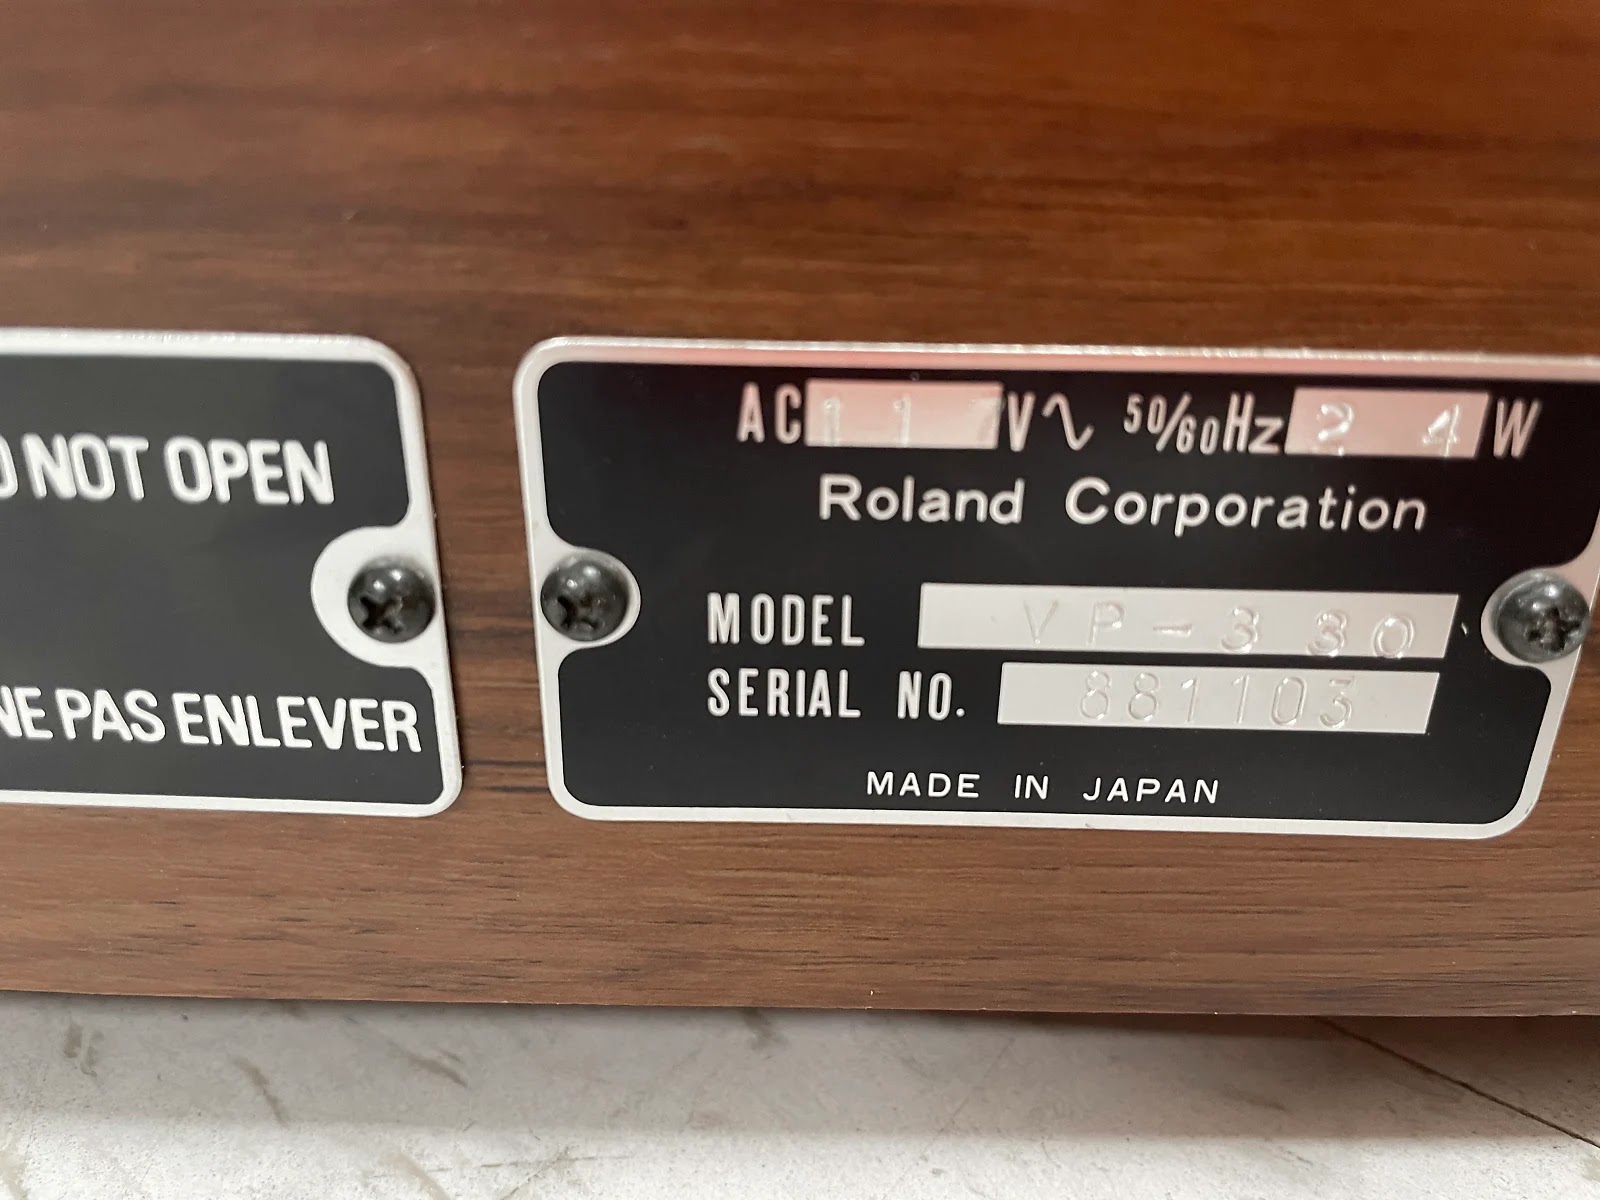 DO NOT OPEN
NE PAS ENLEVER
AC 117 V~ 50/60Hz 24 W
Roland Corporation
MODEL VP-330
SERIAL NO. 881103
MADE IN JAPAN